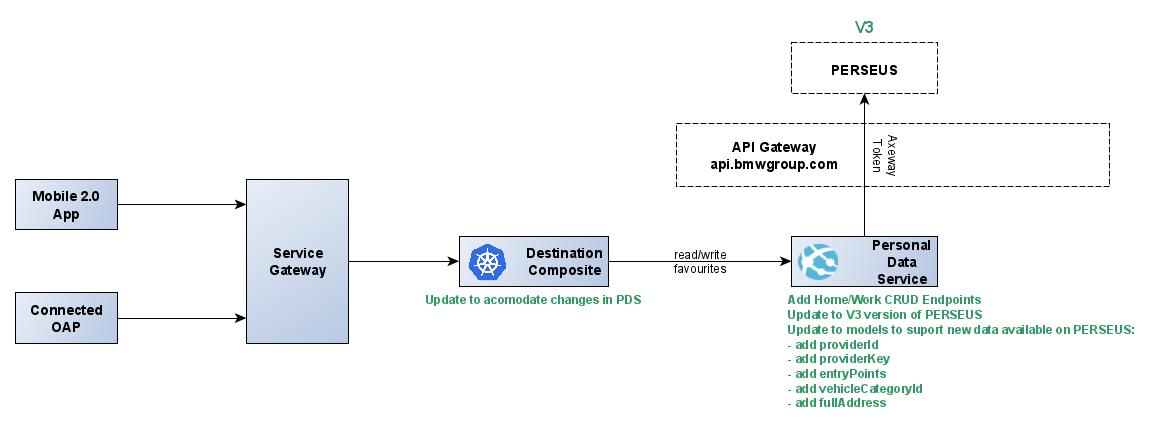 V3
PERSEUS
API Gateway
api.bmwgroup.com
Axeway
Token
Mobile 2.0
App
Service
Gateway
Connected
OAP
Destination
Composite
Update to acomodate changes in PDS
read/write
favourites
Personal
Data
Service
Add Home/Work CRUD Endpoints
Update to V3 version of PERSEUS
Update to models to suport new data available on PERSEUS:
- add providerId
- add providerKey
- add entryPoints
- add vehicleCategoryId
- add fullAddress